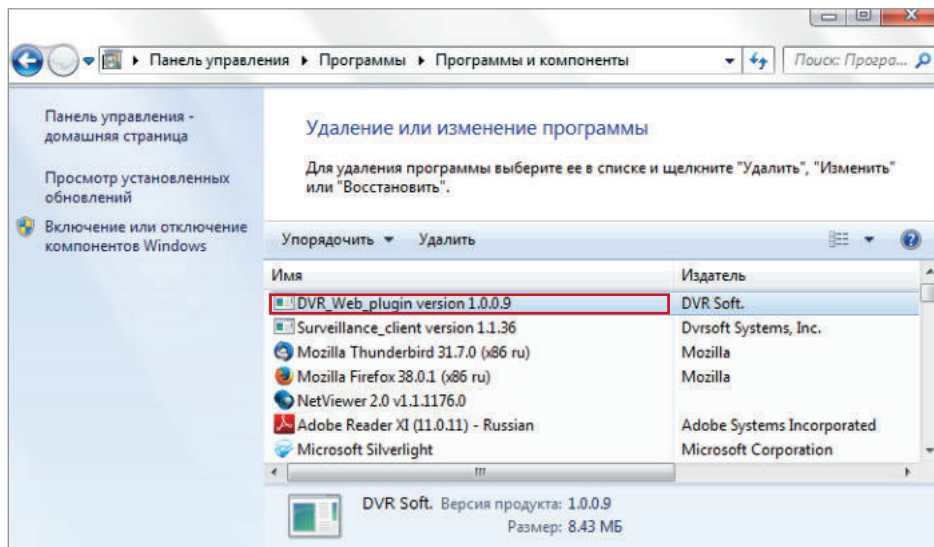 Панель управления ▸ Программы ▸ Программы и компоненты
Поиск: Програ...
Панель управления -
домашняя страница
Просмотр установленных
обновлений
Включение или отключение
компонентов Windows
Удаление или изменение программы
Для удаления программы выберите ее в списке и щелкните "Удалить", "Изменить"
или "Восстановить".
Упорядочить Удалить
Имя Издатель
DVR_Web_plugin version 1.0.0.9 DVR Soft.
Surveillance_client version 1.1.36 Dvrsoft Systems, Inc.
Mozilla Thunderbird 31.7.0 (x86 ru) Mozilla
Mozilla Firefox 38.0.1 (x86 ru) Mozilla
NetViewer 2.0 v1.1.1176.0
Adobe Reader XI (11.0.11) - Russian Adobe Systems Incorporated
Microsoft Silverlight Microsoft Corporation
DVR Soft. Версия продукта: 1.0.0.9
Размер: 8.43 МБ